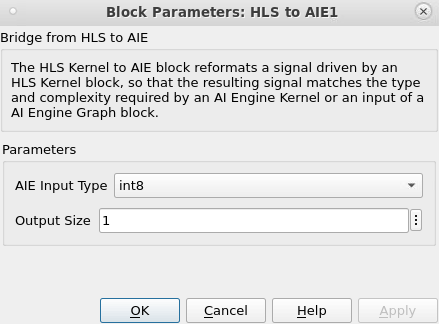 Block Parameters: HLS to AIE1
Bridge from HLS to AIE
The HLS Kernel to AIE block reformats a signal driven by an
HLS Kernel block, so that the resulting signal matches the type
and complexity required by an AI Engine Kernel or an input of a
AI Engine Graph block.
Parameters
AIE Input Type int8
Output Size 1
OK Cancel Help Apply